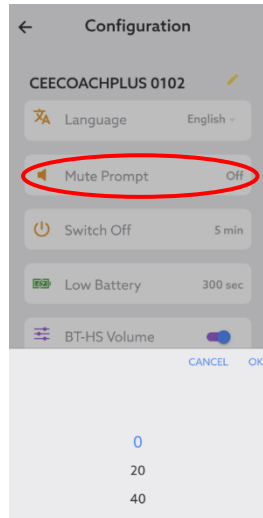 Configuration
CEECOACHPLUS 0102
Language English
Mute Prompt Off
Switch Off 5 min
Low Battery 300 sec
BT-HS Volume
CANCEL OK
0
20
40